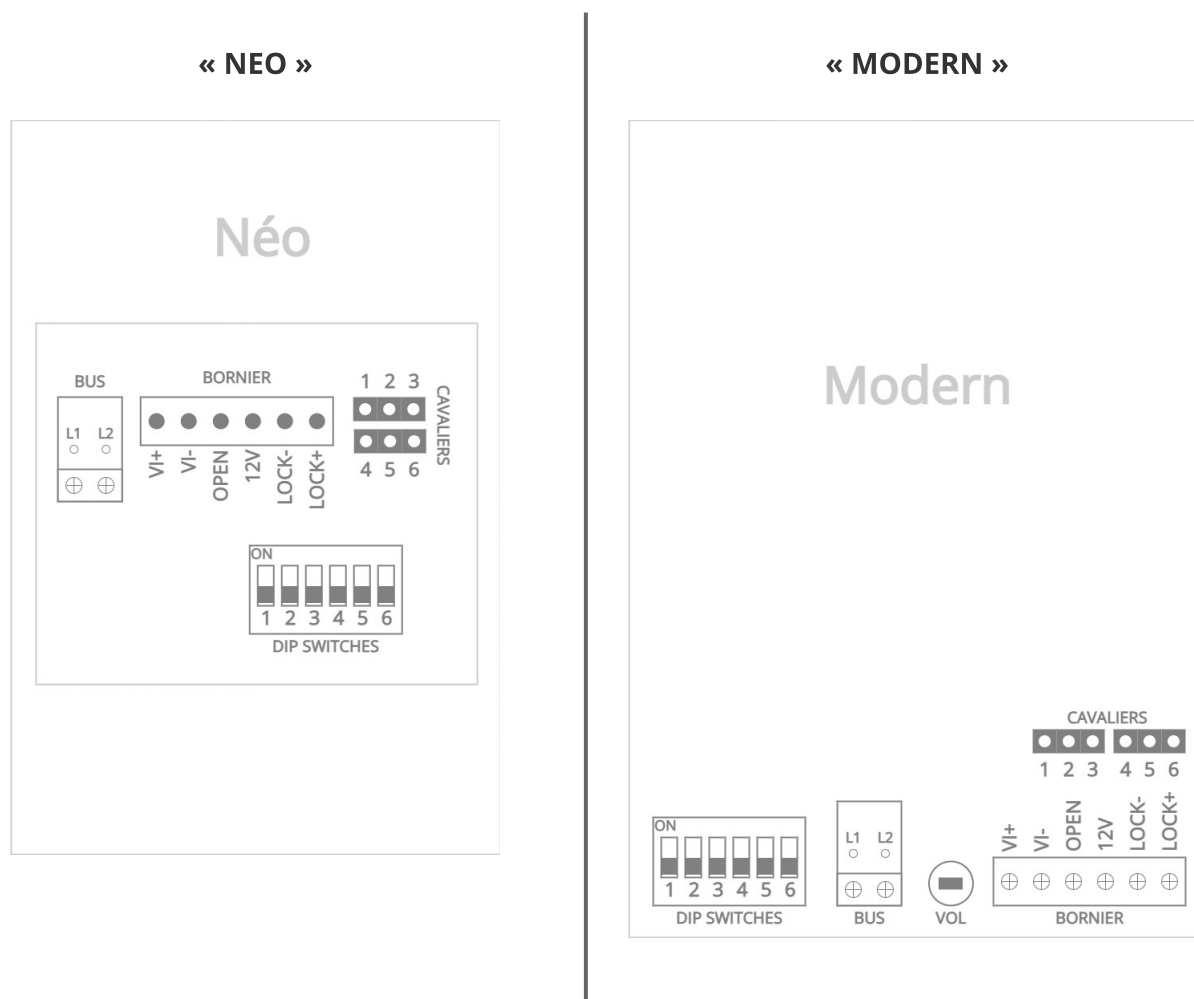 « NEO »
Néo
BUS
L1 L2
BORNIER
VI+ VI- OPEN 12V LOCK- LOCK+
1 2 3
CAVALIERS
4 5 6
ON
1 2 3 4 5 6
DIP SWITCHES
« MODERN »
Modern
CAVALIERS
1 2 3 4 5 6
ON
1 2 3 4 5 6
DIP SWITCHES
L1 L2
BUS
VOL
VI+ VI- OPEN 12V LOCK- LOCK+
BORNIER